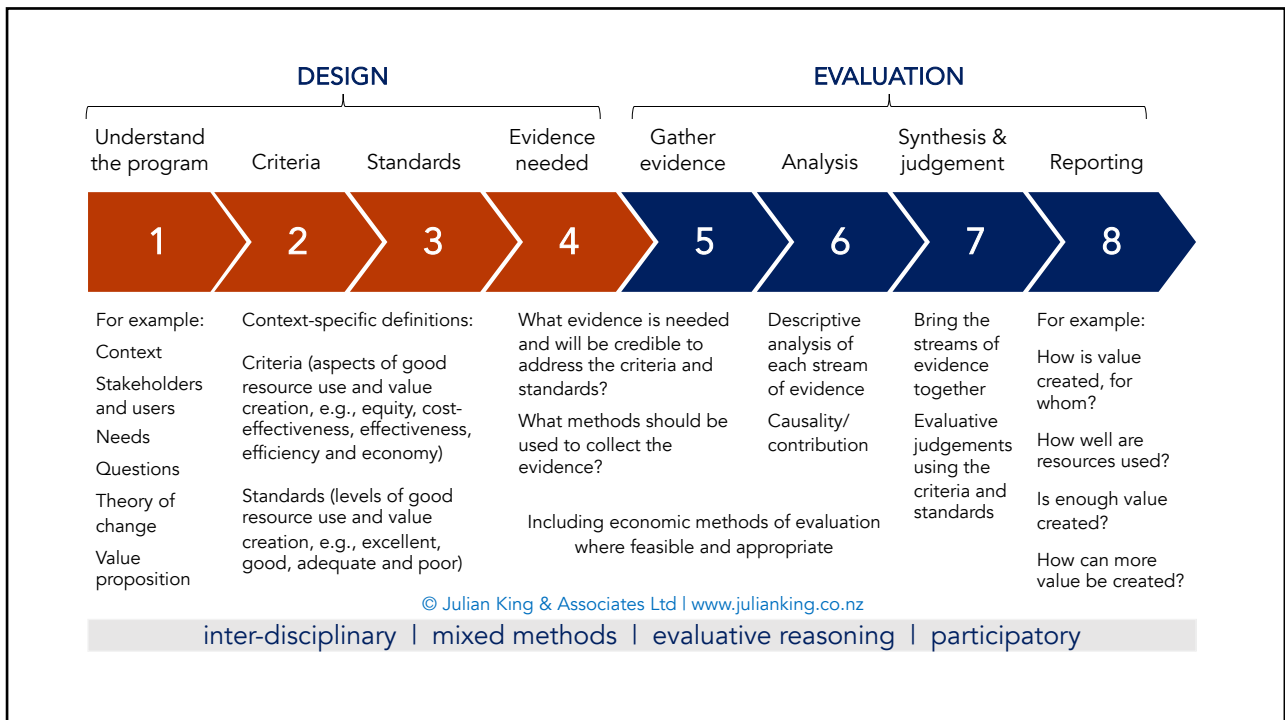 DESIGN
EVALUATION
Understand
the program
Criteria
Standards
Evidence
needed
Gather
evidence
Analysis
Synthesis &
judgement
Reporting
1
2
3
4
5
6
7
8
For example:
Context
Stakeholders
and users
Needs
Questions
Theory of
change
Value
proposition
Context-specific definitions:
Criteria (aspects of good
resource use and value
creation, e.g., equity, cost-
effectiveness, effectiveness,
efficiency and economy)
Standards (levels of good
resource use and value
creation, e.g., excellent,
good, adequate and poor)
What evidence is needed
and will be credible to
address the criteria and
standards?
What methods should be
used to collect the
evidence?
Descriptive
analysis of
each stream
of evidence
Causality/
contribution
Including economic methods of evaluation
where feasible and appropriate
Bring the
streams of
evidence
together
Evaluative
judgements
using the
criteria and
standards
For example:
How is value
created, for
whom?
How well are
resources used?
Is enough value
created?
How can more
value be created?
© Julian King & Associates Ltd | www.julianking.co.nz
inter-disciplinary | mixed methods | evaluative reasoning | participatory